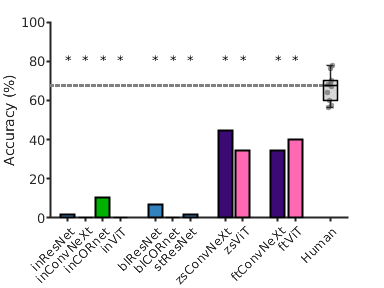 100
80
60
40
20
0
Accuracy (%)
* * * * * * * * * * *
inResNet
inConvNeXt
inCORnet
inViT
blResNet
blCORnet
stResNet
zsConvNeXt
zsViT
ftConvNeXt
ftViT
Human